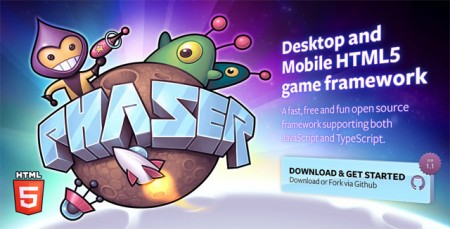 PHASER
HTML
5
Desktop and
Mobile HTML5
game framework
A fast, free and fun open source
framework supporting both
JavaScript and TypeScript.
DOWNLOAD & GET STARTED
Download or Fork via Github
1.1